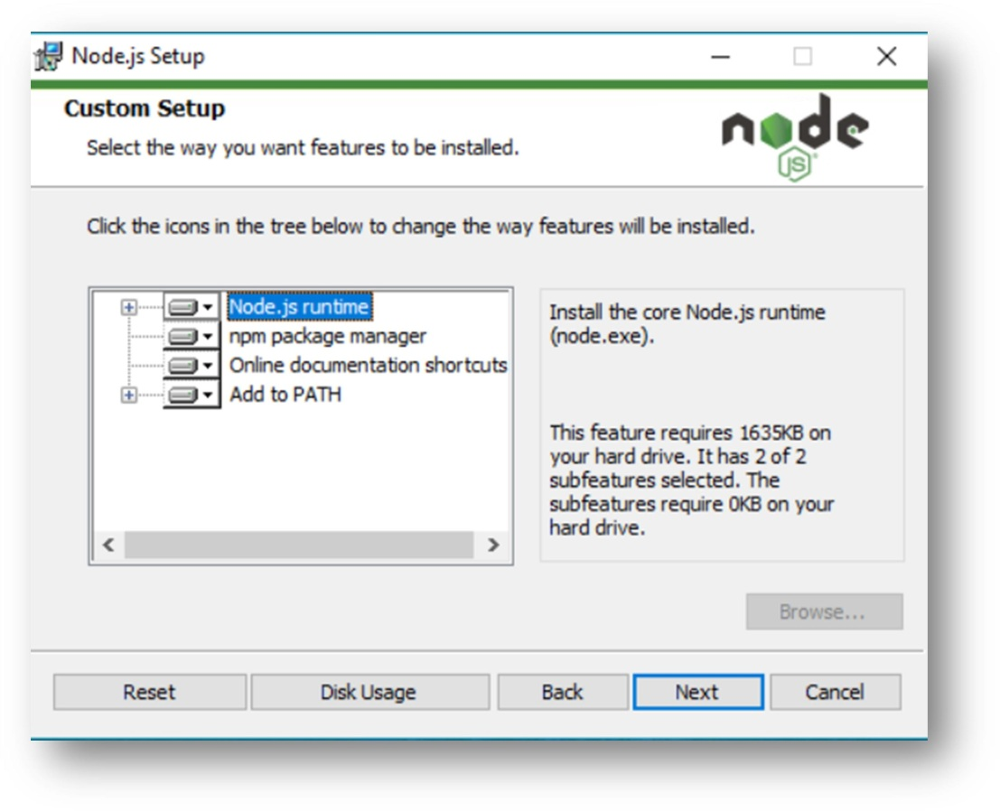 Node.js Setup
Custom Setup
Select the way you want features to be installed.
node
JS
Click the icons in the tree below to change the way features will be installed.
Node.js runtime
npm package manager
Online documentation shortcuts
Add to PATH
Install the core Node.js runtime
(node.exe).
This feature requires 1635KB on
your hard drive. It has 2 of 2
subfeatures selected. The
subfeatures require 0KB on your
hard drive.
Browse...
Reset
Disk Usage
Back
Next
Cancel